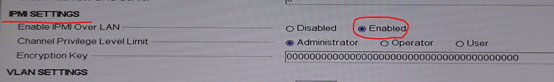 IPMI SETTINGS
Enable IPMI Over LAN Disabled Enabled
Channel Privilege Level Limit Administrator Operator User
Encryption Key 0000000000000000000000000000000000000000
VLAN SETTINGS